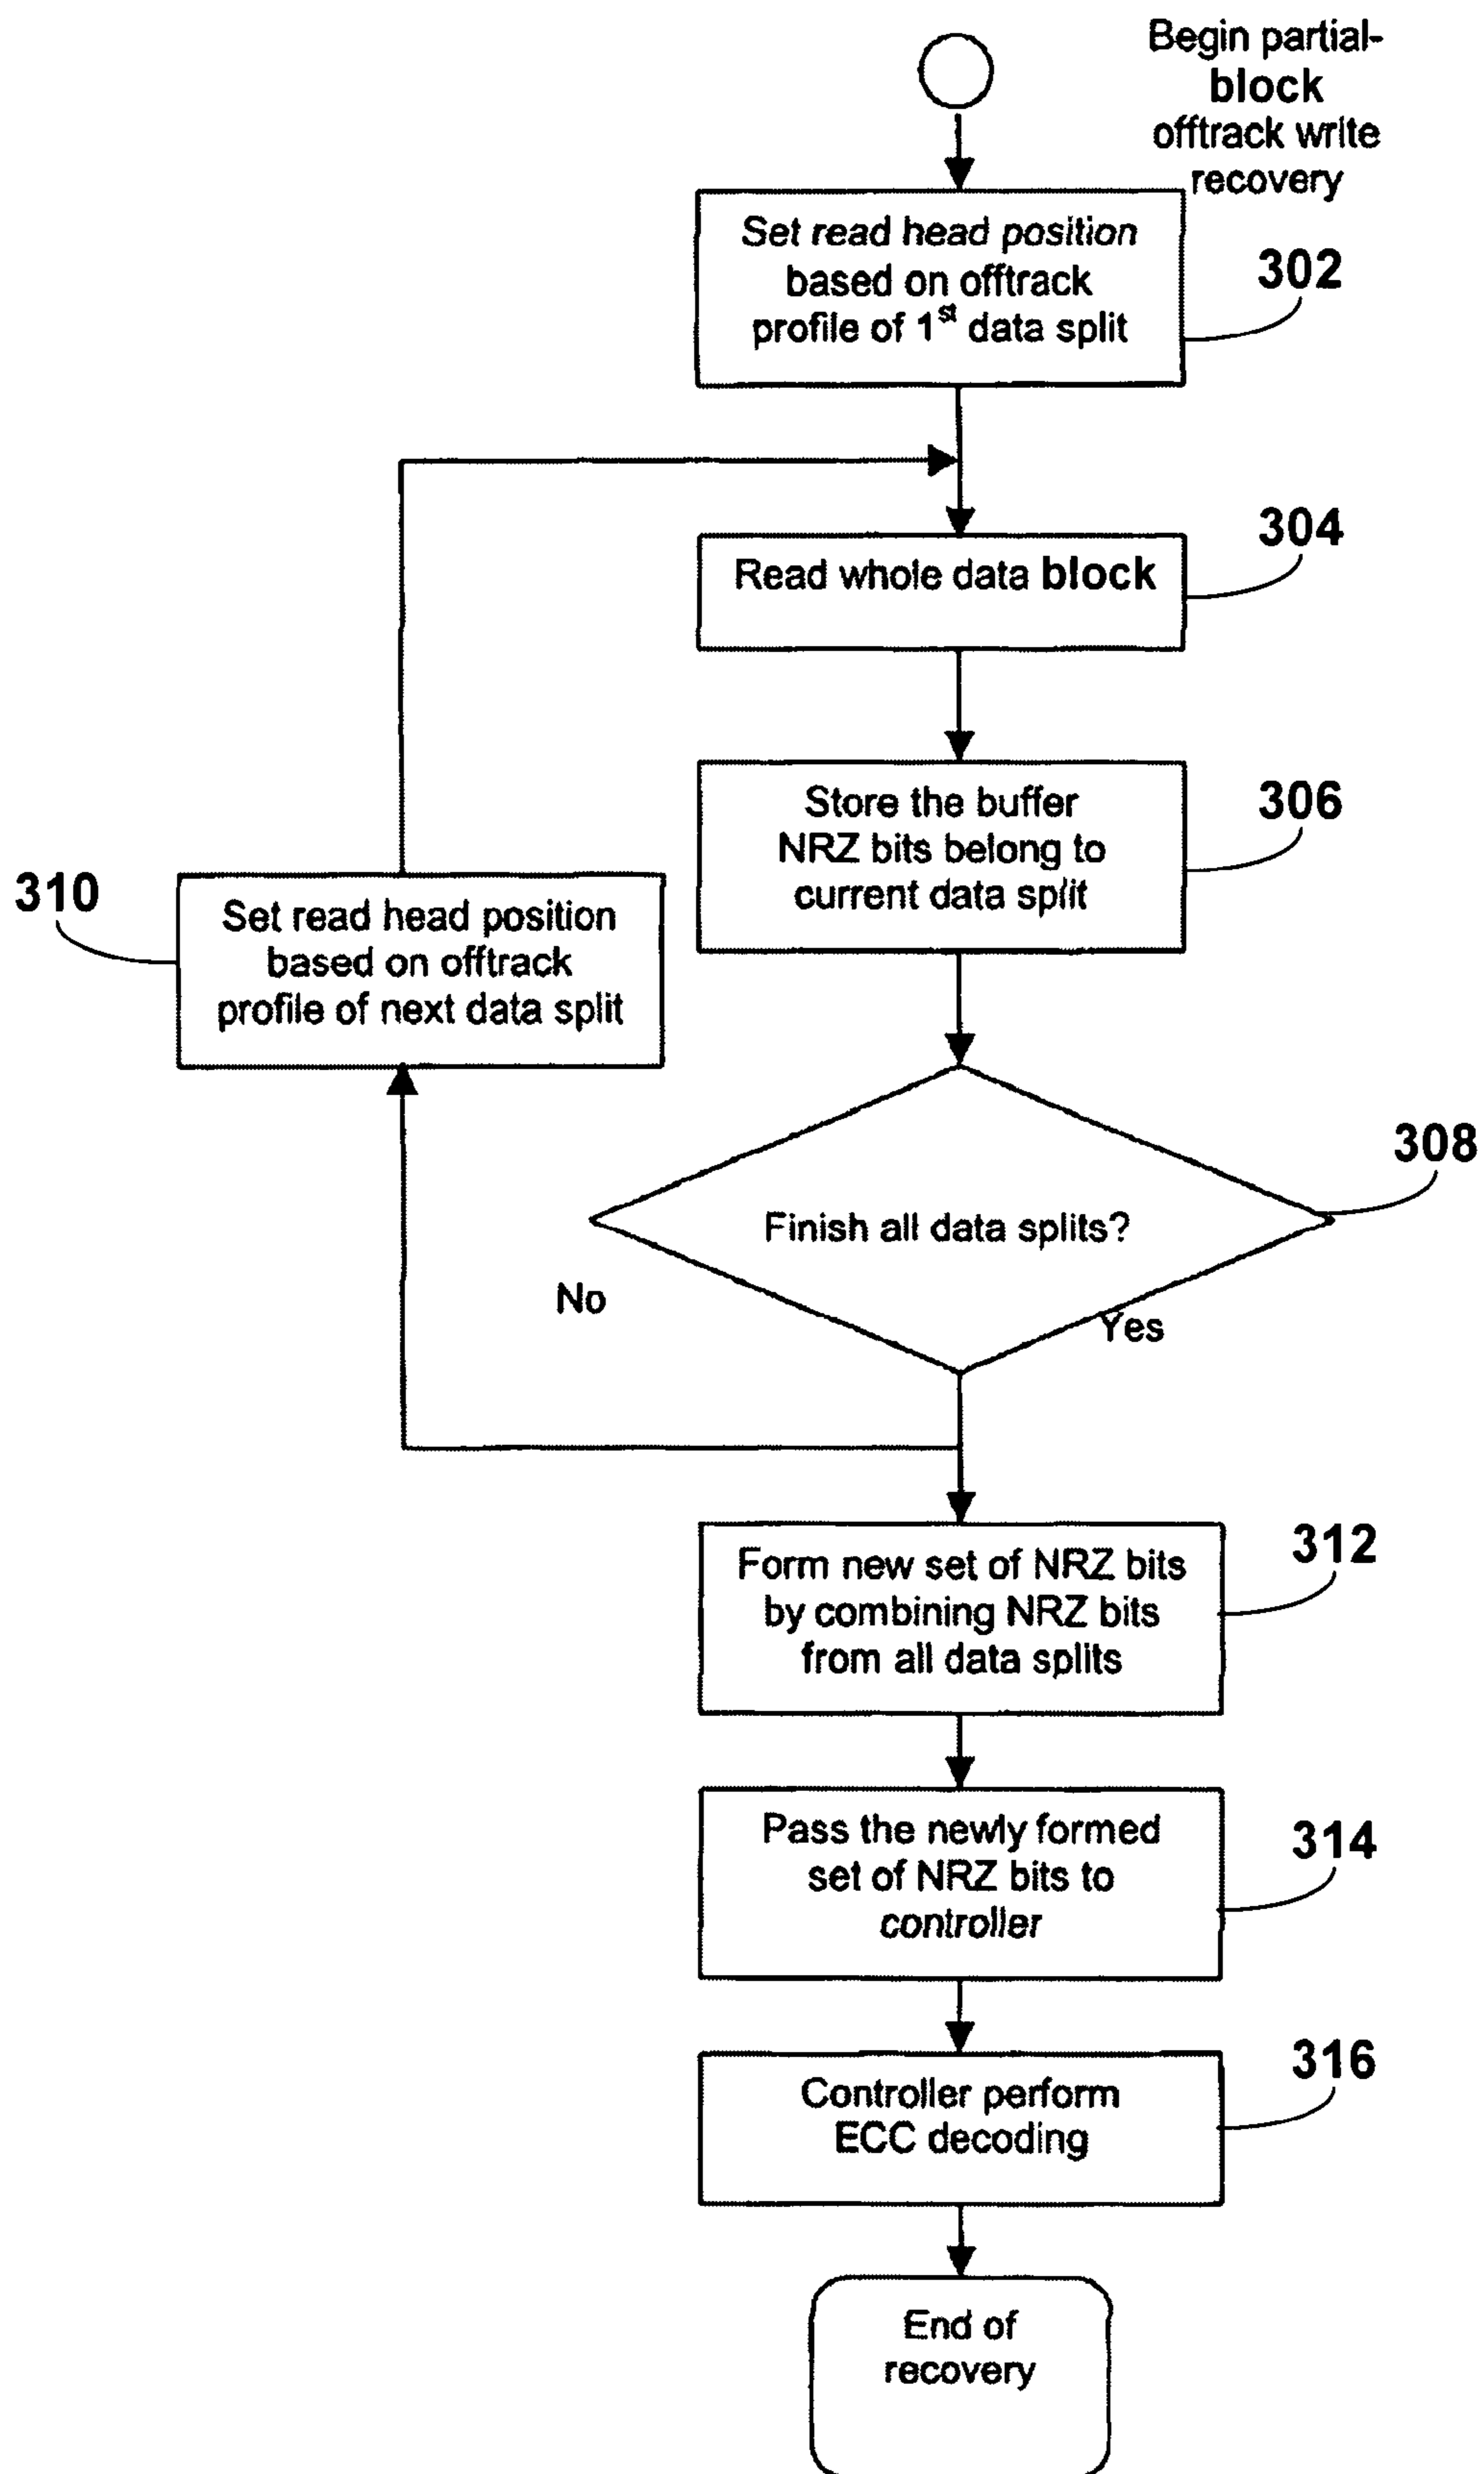 Begin partial-
block
offtrack write
recovery
Set read head position
based on offtrack
profile of 1st data split
302
304
Read whole data block
306
Store the buffer
NRZ bits belong to
current data split
310
Set read head position
based on offtrack
profile of next data split
308
Finish all data splits?
No
Yes
312
Form new set of NRZ bits
by combining NRZ bits
from all data splits
314
Pass the newly formed
set of NRZ bits to
controller
316
Controller perform
ECC decoding
End of
recovery